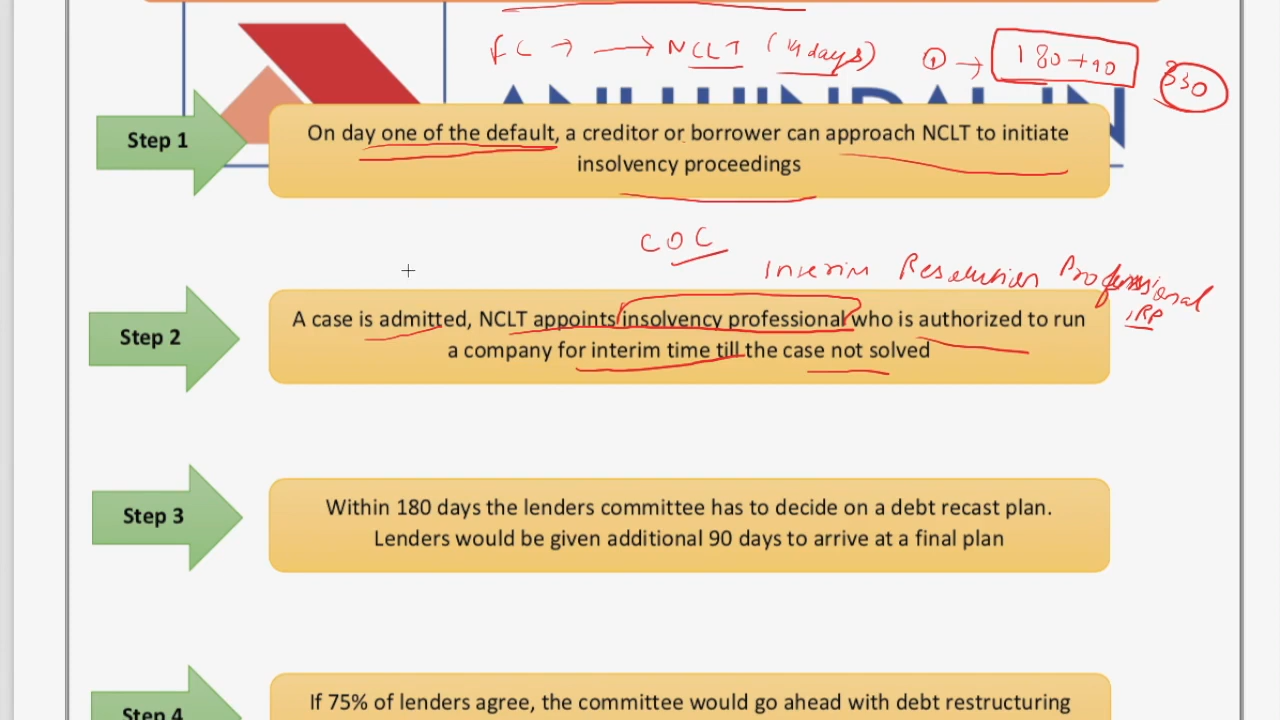 FC → → NCLT (14 days) ① → 180+90 330
Step 1
On day one of the default, a creditor or borrower can approach NCLT to initiate
insolvency proceedings
COC
Interim Resolution Professional
IRP
Step 2
A case is admitted, NCLT appoints insolvency professional who is authorized to run
a company for interim time till the case not solved
Step 3
Within 180 days the lenders committee has to decide on a debt recast plan.
Lenders would be given additional 90 days to arrive at a final plan
Step 4
If 75% of lenders agree, the committee would go ahead with debt restructuring